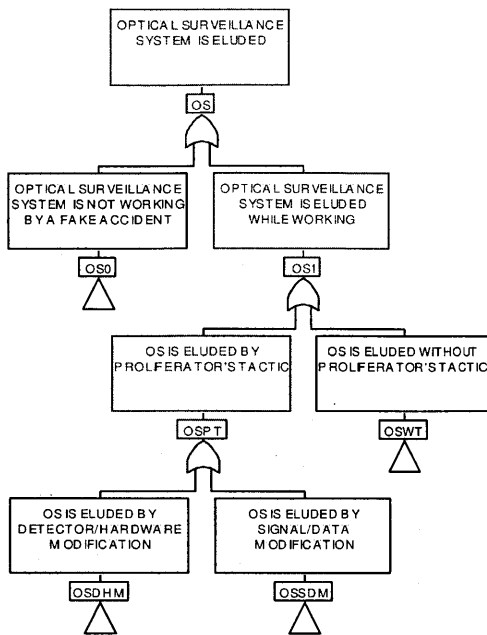 OPTICAL SURVEILLANCE
SYSTEM IS ELUDED
OS
OPTICAL SURVEILLANCE
SYSTEM IS NOT WORKING
BY A FAKE ACCIDENT
OPTICAL SURVEILLANCE
SYSTEM IS ELUDED
WHILE WORKING
OS0
OS1
OS IS ELUDED BY
PROLIFERATOR'S TACTIC
OS IS ELUDED WITHOUT
PROLIFERATOR'S TACTIC
OSPT
OSWT
OS IS ELUDED BY
DETECTOR/HARDWARE
MODIFICATION
OS IS ELUDED BY
SIGNAL/DATA
MODIFICATION
OSDHM
OSSDM